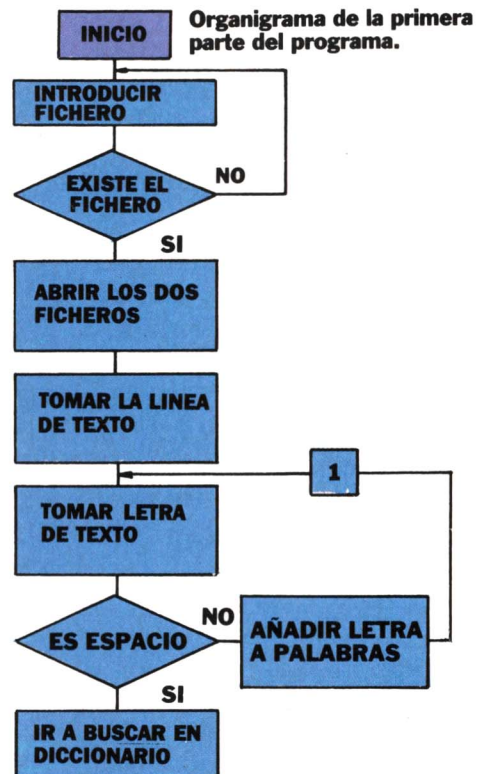 INICIO
Organigrama de la primera
parte del programa.
INTRODUCIR
FICHERO
EXISTE EL
FICHERO
NO
SI
ABRIR LOS DOS
FICHEROS
TOMAR LA LINEA
DE TEXTO
1
TOMAR LETRA
DE TEXTO
ES ESPACIO
NO
AÑADIR LETRA
A PALABRAS
SI
IR A BUSCAR EN
DICCIONARIO